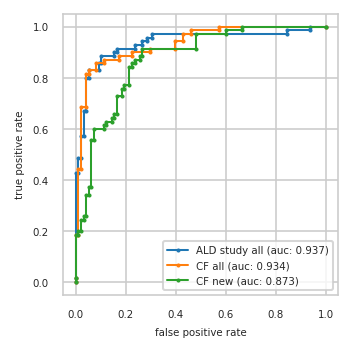 1.0
0.8
0.6
0.4
0.2
0.0
true positive rate
ALD study all (auc: 0.937)
CF all (auc: 0.934)
CF new (auc: 0.873)
0.0 0.2 0.4 0.6 0.8 1.0
false positive rate